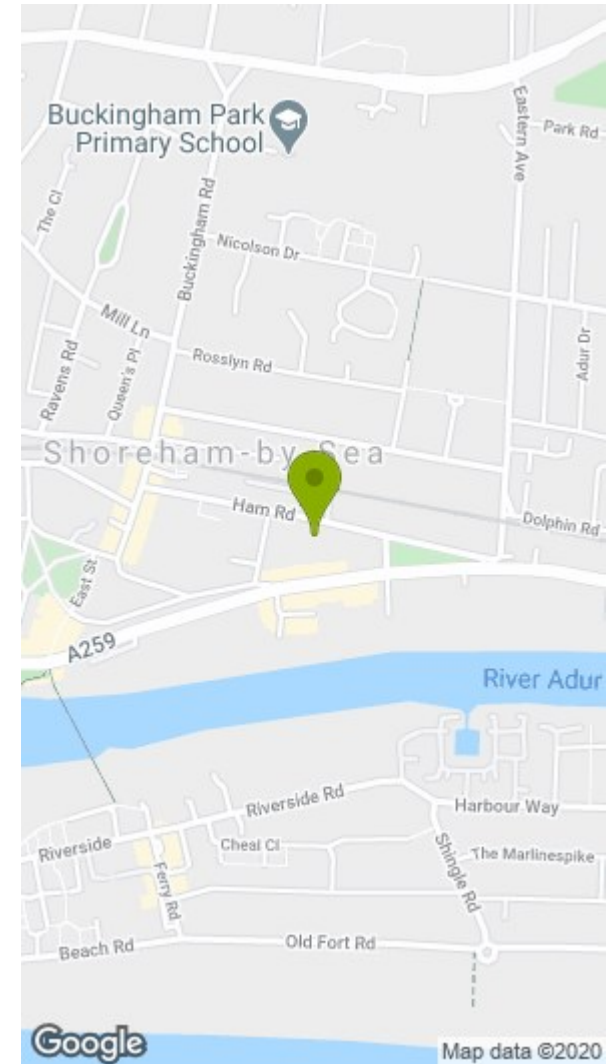 Buckingham Park
Primary School
Eastern Ave
Park Rd
The Cl
Buckingham Rd
Nicolson Dr
Mill Ln
Adur Dr
Ravens Rd
Queen's Pl
Rosslyn Rd
Shoreham-by-Sea
Ham Rd
Dolphin Rd
East St
A259
River Adur
Riverside Rd
Harbour Way
Riverside
Cheal Cl
Shingle Rd
The Marlinespike
Ferry Rd
Beach Rd
Old Fort Rd
Google
Map data ©2020